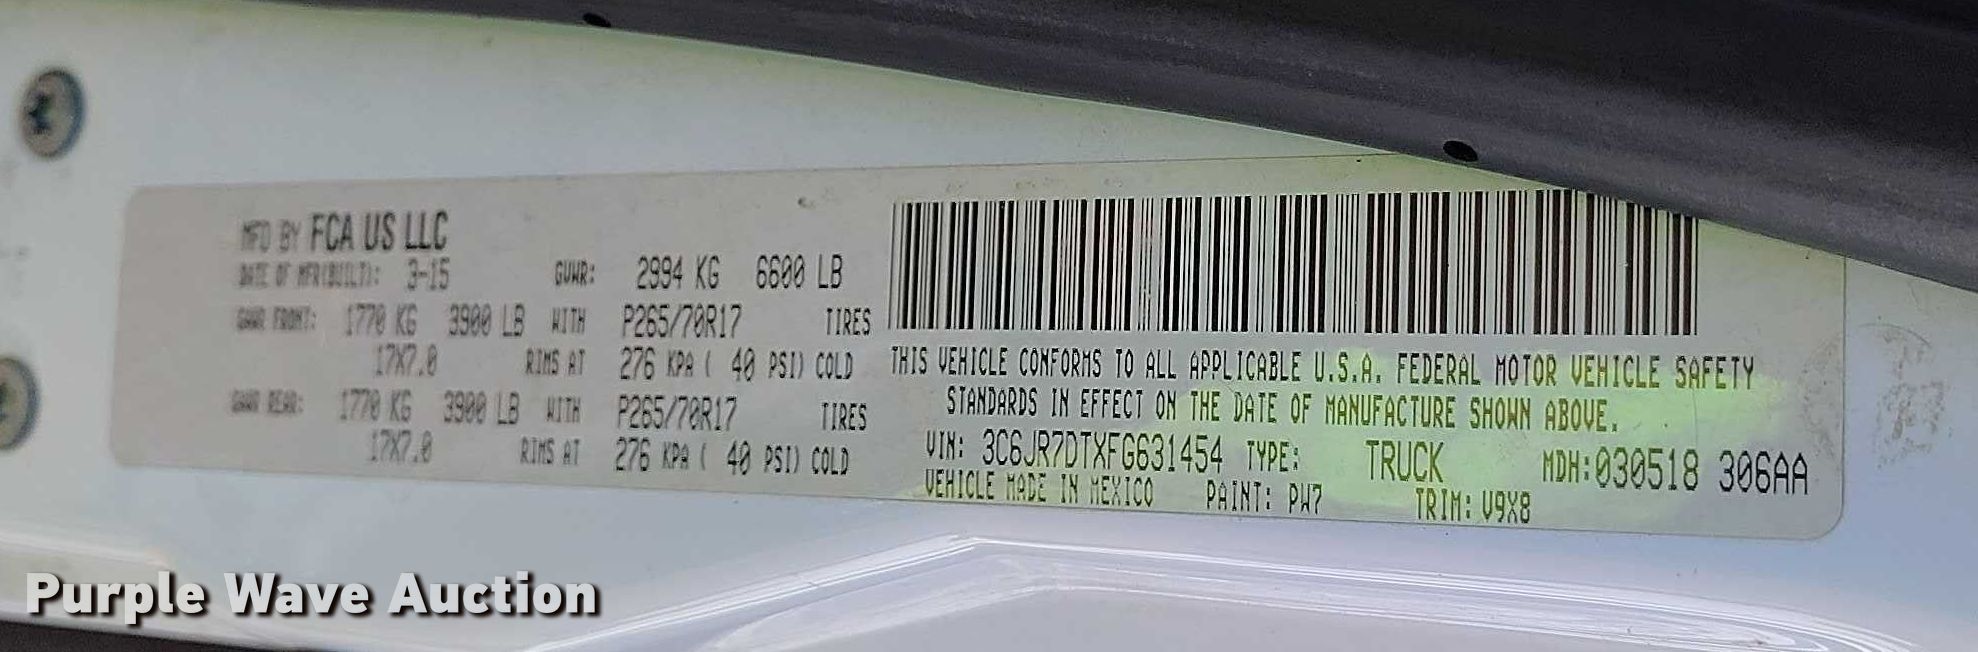 MFD BY FCA US LLC
DATE OF MFR(BUILT): 3-15 GVWR: 2994 KG 6600 LB
GAWR FRONT: 1770 KG 3900 LB WITH P265/70R17 TIRES
17X7.0 RIMS AT 276 KPA ( 40 PSI) COLD
GAWR REAR: 1770 KG 3900 LB WITH P265/70R17 TIRES
17X7.0 RIMS AT 276 KPA ( 40 PSI) COLD
THIS VEHICLE CONFORMS TO ALL APPLICABLE U.S.A. FEDERAL MOTOR VEHICLE SAFETY
STANDARDS IN EFFECT ON THE DATE OF MANUFACTURE SHOWN ABOVE.
VIN: 3C6JR7DTXFG631454 TYPE: TRUCK MDH:030518 306AA
VEHICLE MADE IN MEXICO PAINT: PW7 TRIM: V9X8
Purple Wave Auction